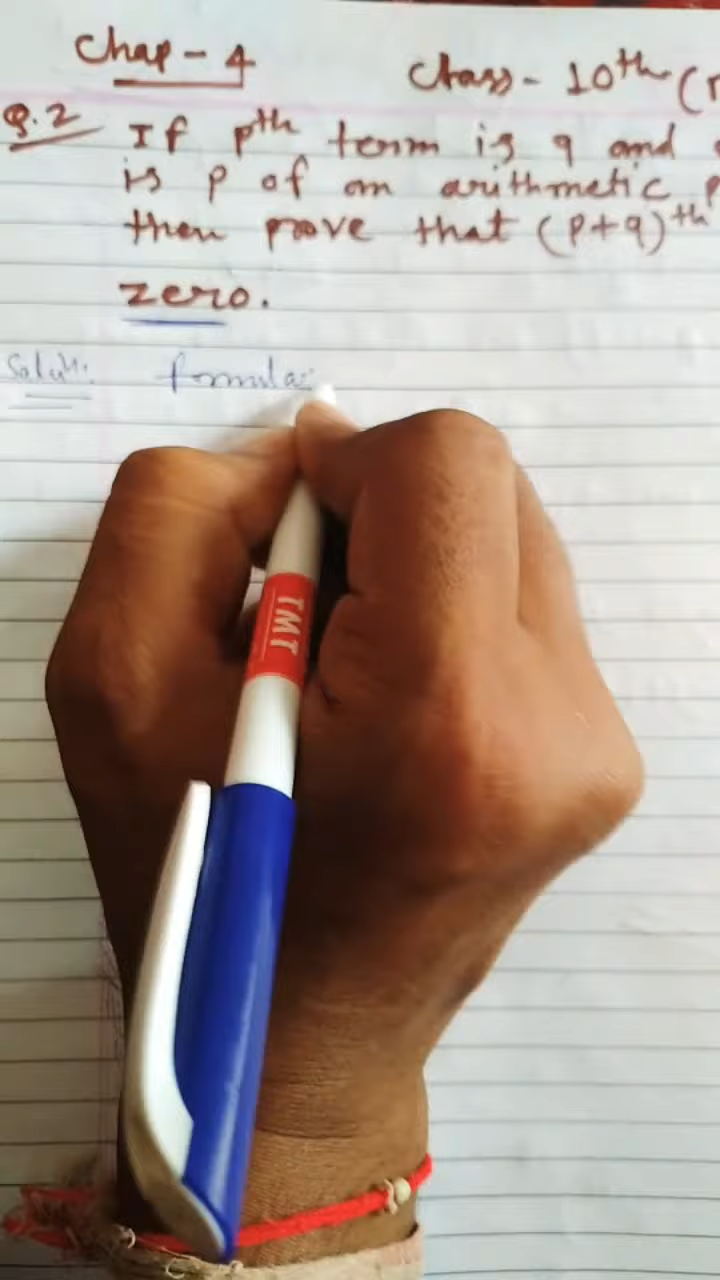 Chap - 4
Class - 10th (
Q.2 If pth term is q and
is p of an arithmetic p
then prove that (p+q)th
zero.
Soluti: formula:
TMT